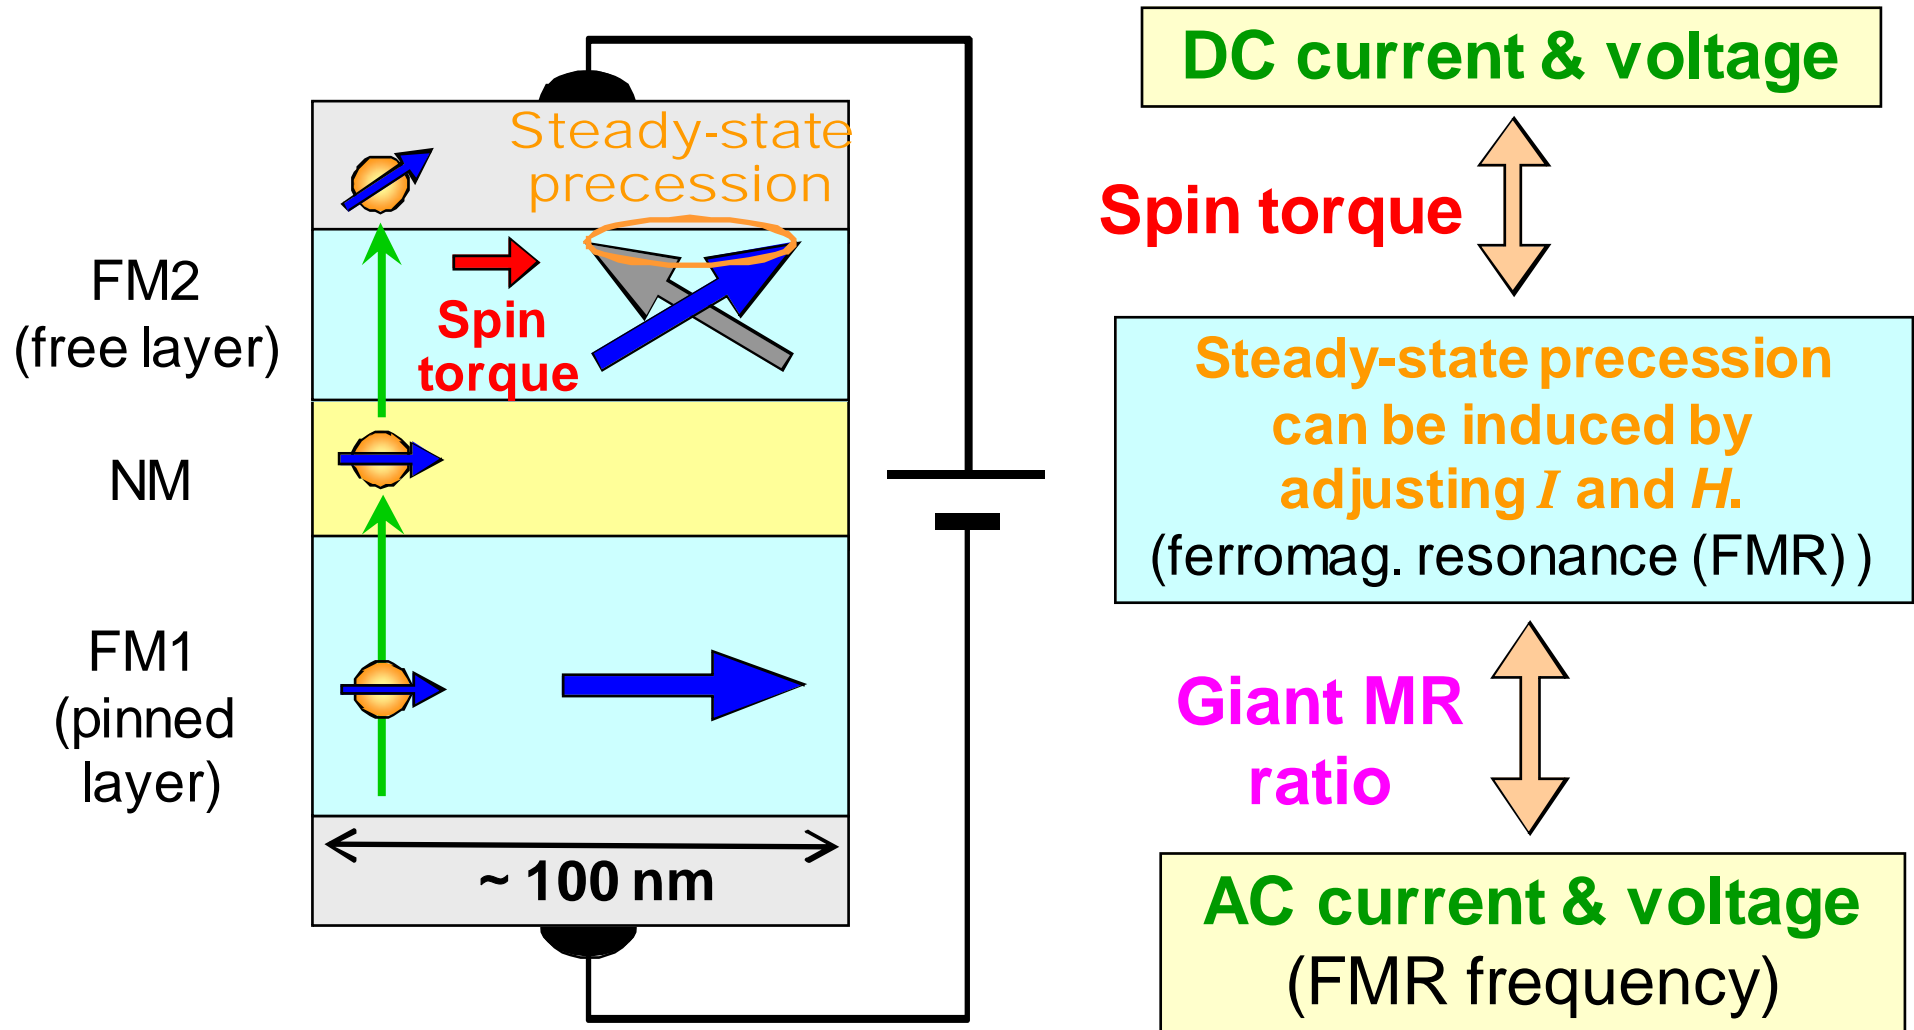 Steady-state
precession
FM2
(free layer)
Spin
torque
NM
FM1
(pinned
layer)
~ 100 nm
DC current & voltage
Spin torque
Steady-state precession
can be induced by
adjusting I and H.
(ferromag. resonance (FMR) )
Giant MR
ratio
AC current & voltage
(FMR frequency)